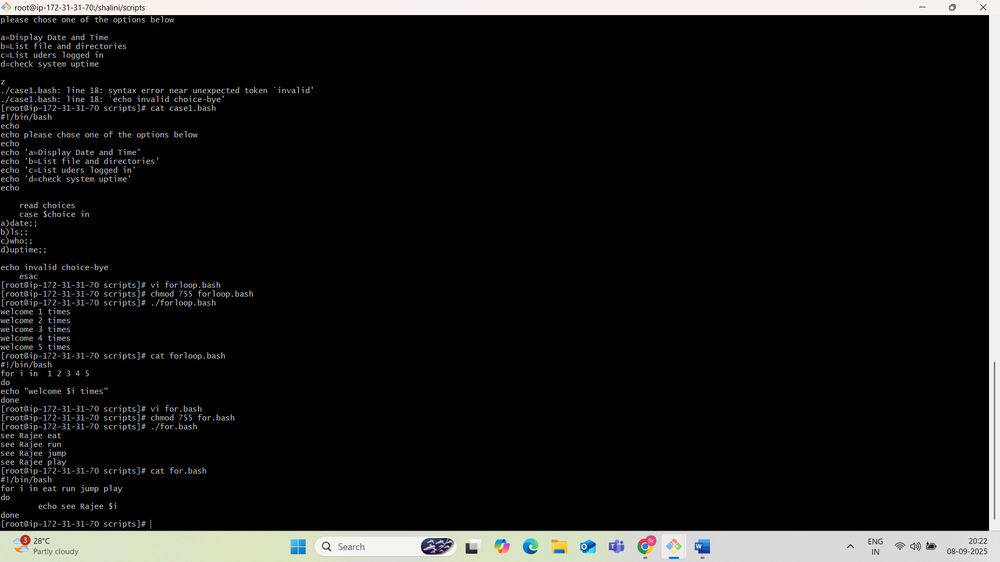 root@ip-172-31-31-70:/shalini/scripts
please chose one of the options below
a=Display Date and Time
b=List file and directories
c=List uders logged in
d=check system uptime
z
./case1.bash: line 18: syntax error near unexpected token `invalid'
./case1.bash: line 18: `echo invalid choice-bye'
[root@ip-172-31-31-70 scripts]# cat case1.bash
#!/bin/bash
echo
echo please chose one of the options below
echo
echo 'a=Display Date and Time'
echo 'b=List file and directories'
echo 'c=List uders logged in'
echo 'd=check system uptime'
echo
    read choices
    case $choice in
a)date;;
b)ls;;
c)who;;
d)uptime;;
echo invalid choice-bye
    esac
[root@ip-172-31-31-70 scripts]# vi forloop.bash
[root@ip-172-31-31-70 scripts]# chmod 755 forloop.bash
[root@ip-172-31-31-70 scripts]# ./forloop.bash
welcome 1 times
welcome 2 times
welcome 3 times
welcome 4 times
welcome 5 times
[root@ip-172-31-31-70 scripts]# cat forloop.bash
#!/bin/bash
for i in  1 2 3 4 5
do
echo "welcome $i times"
done
[root@ip-172-31-31-70 scripts]# vi for.bash
[root@ip-172-31-31-70 scripts]# chmod 755 for.bash
[root@ip-172-31-31-70 scripts]# ./for.bash
see Rajee eat
see Rajee run
see Rajee jump
see Rajee play
[root@ip-172-31-31-70 scripts]# cat for.bash
#!/bin/bash
for i in eat run jump play
do
        echo see Rajee $i
done
[root@ip-172-31-31-70 scripts]#
3
28°C
Partly cloudy
Search
Sr
ENG
IN
20:22
08-09-2025